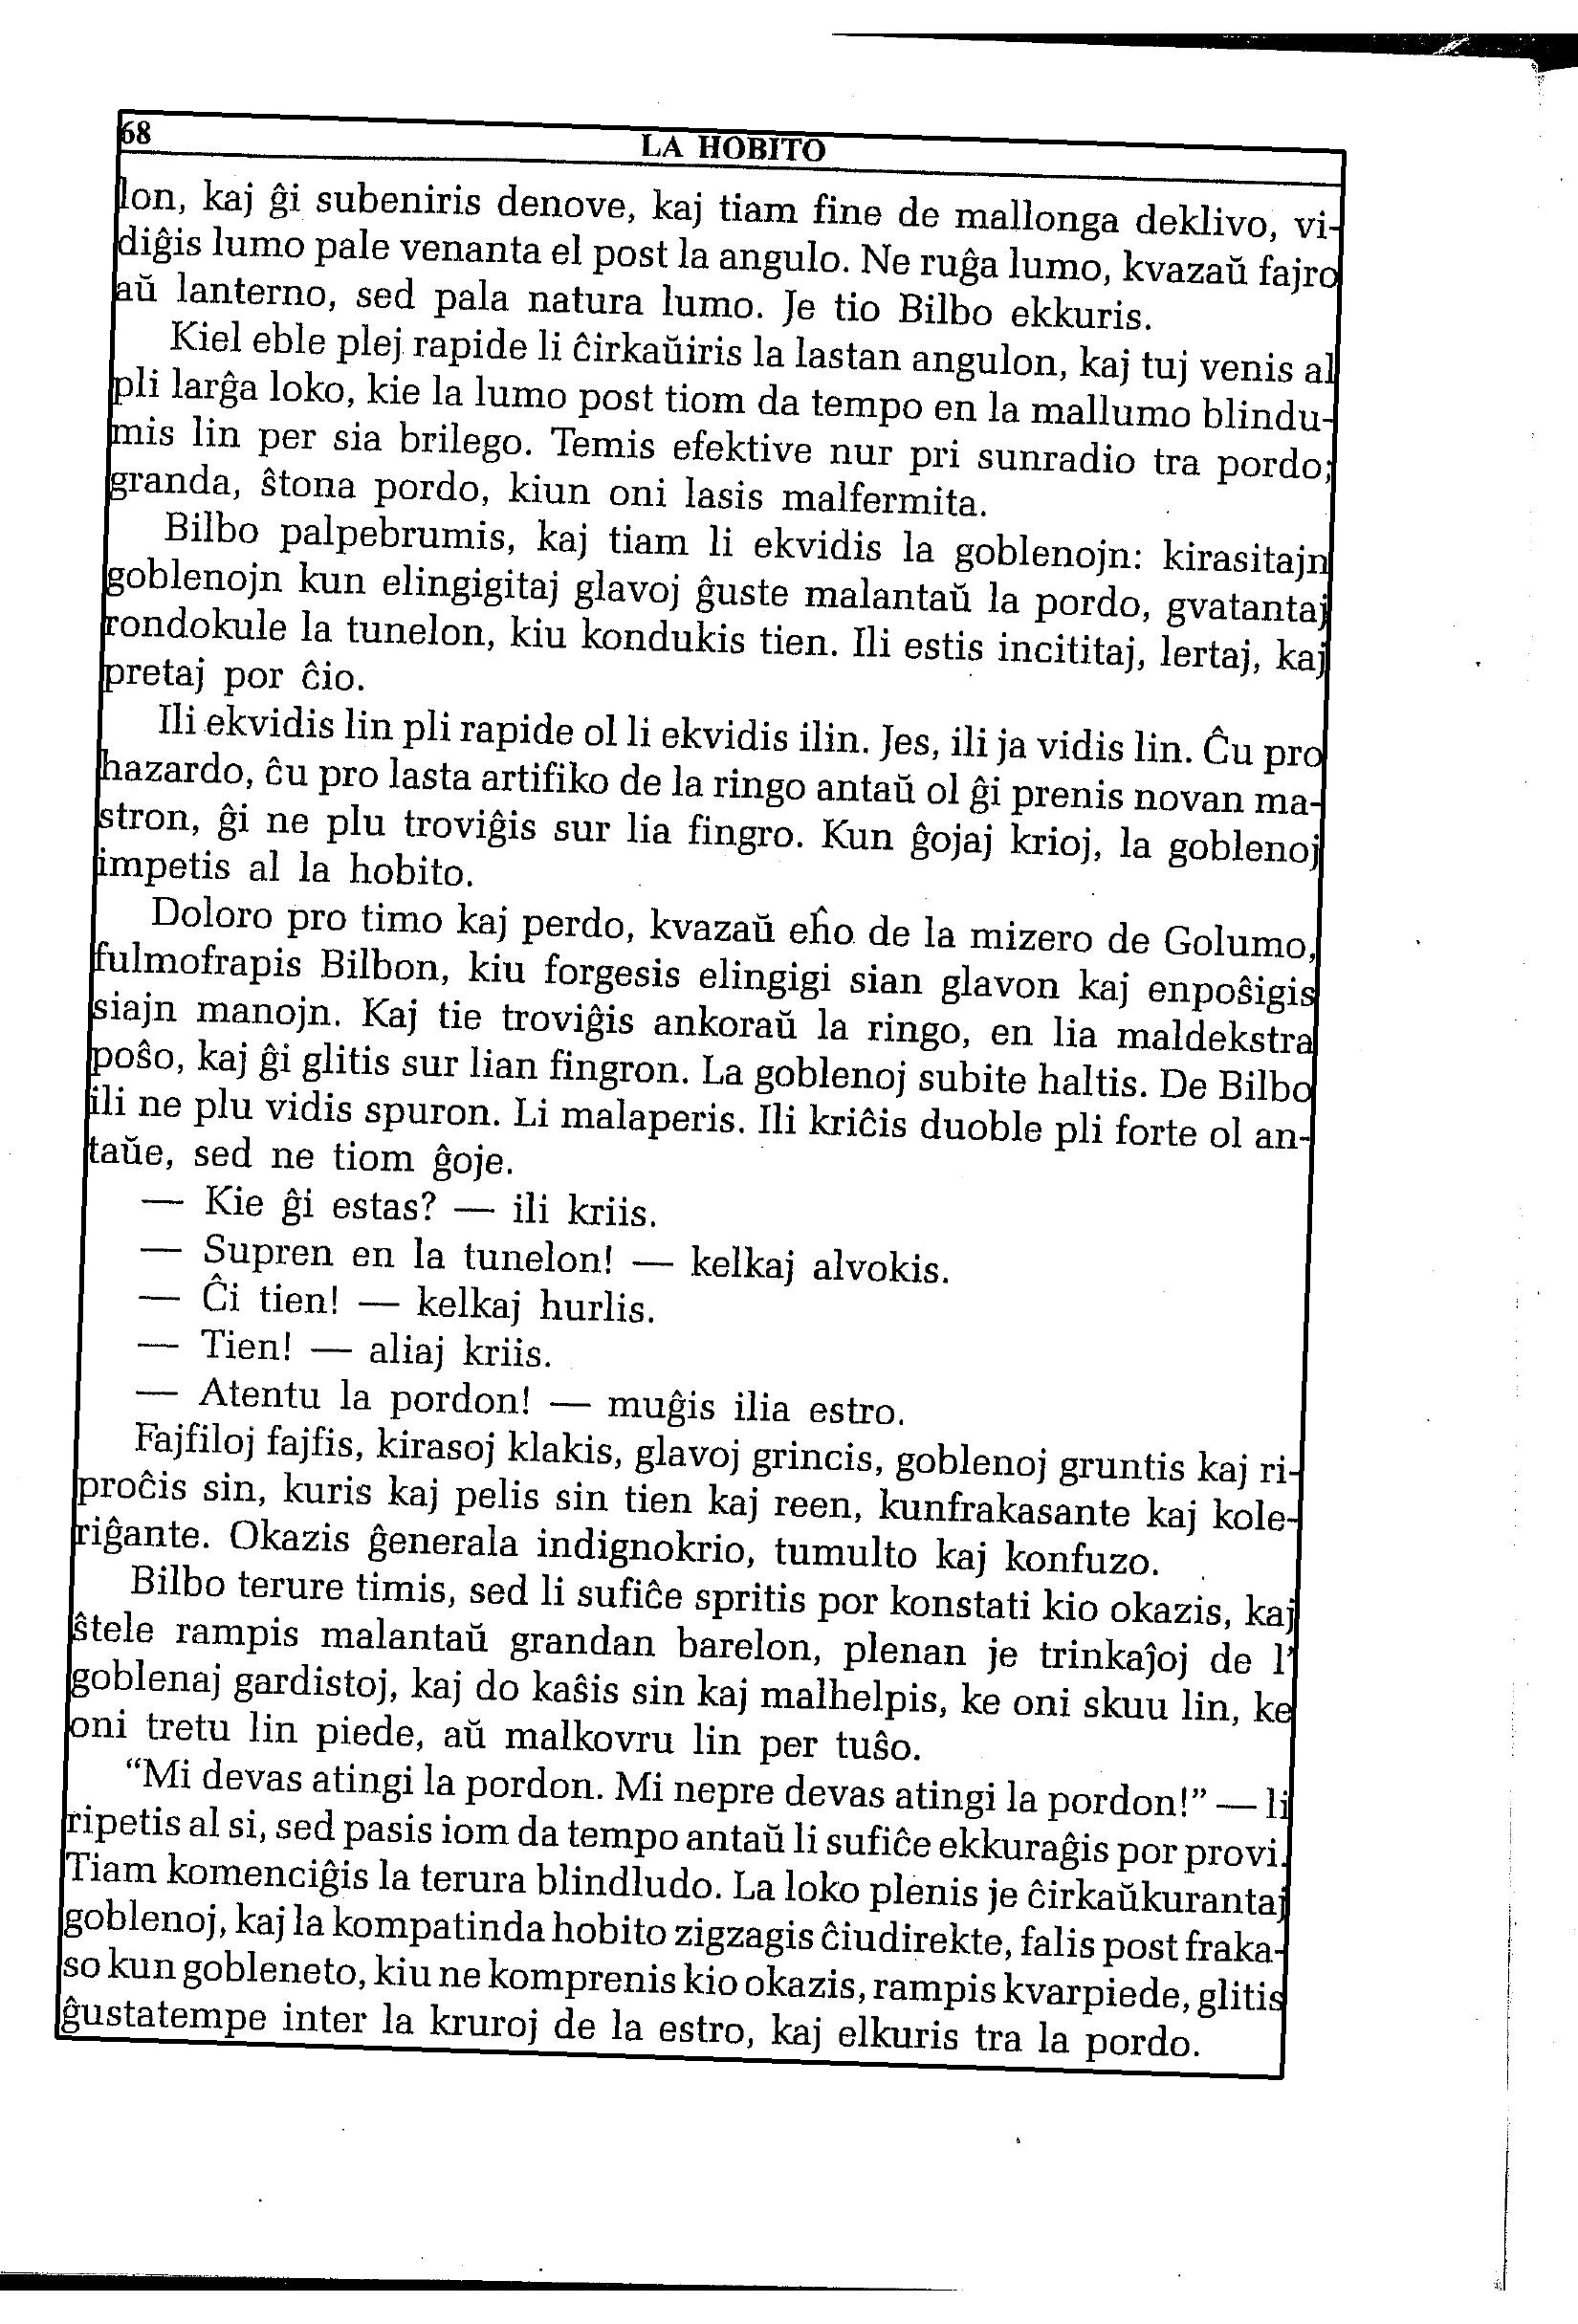 68
LA HOBITO
lon, kaj ĝi subeniris denove, kaj tiam fine de mallonga deklivo, vi-
diĝis lumo pale venanta el post la angulo. Ne ruĝa lumo, kvazaŭ fajro
aŭ lanterno, sed pala natura lumo. Je tio Bilbo ekkuris.
Kiel eble plej rapide li ĉirkaŭiris la lastan angulon, kaj tuj venis al
pli larĝa loko, kie la lumo post tiom da tempo en la mallumo blindu-
mis lin per sia brilego. Temis efektive nur pri sunradio tra pordo;
granda, ŝtona pordo, kiun oni lasis malfermita.
Bilbo palpebrumis, kaj tiam li ekvidis la goblenojn: kirasitajn
goblenojn kun elingigitaj glavoj ĝuste malantaŭ la pordo, gvatantaj
rondokule la tunelon, kiu kondukis tien. Ili estis incititaj, lertaj, kaj
pretaj por ĉio.
Ili ekvidis lin pli rapide ol li ekvidis ilin. Jes, ili ja vidis lin. Ĉu pro
hazardo, ĉu pro lasta artifiko de la ringo antaŭ ol ĝi prenis novan ma-
stron, ĝi ne plu troviĝis sur lia fingro. Kun ĝojaj krioj, la goblenoj
impetis al la hobito.
Doloro pro timo kaj perdo, kvazaŭ eĥo de la mizero de Golumo,
fulmofrapis Bilbon, kiu forgesis elingigi sian glavon kaj enpoŝigis
siajn manojn. Kaj tie troviĝis ankoraŭ la ringo, en lia maldekstra
poŝo, kaj ĝi glitis sur lian fingron. La goblenoj subite haltis. De Bilbo
ili ne plu vidis spuron. Li malaperis. Ili kriĉis duoble pli forte ol an-
taŭe, sed ne tiom ĝoje.
— Kie ĝi estas? — ili kriis.
— Supren en la tunelon! — kelkaj alvokis.
— Ĉi tien! — kelkaj hurlis.
— Tien! — aliaj kriis.
— Atentu la pordon! — muĝis ilia estro.
Fajfiloj fajfis, kirasoj klakis, glavoj grincis, goblenoj gruntis kaj ri-
proĉis sin, kuris kaj pelis sin tien kaj reen, kunfrakasante kaj kole-
riĝante. Okazis ĝenerala indignokrio, tumulto kaj konfuzo.
Bilbo terure timis, sed li sufiĉe spritis por konstati kio okazis, kaj
ŝtele rampis malantaŭ grandan barelon, plenan je trinkaĵoj de l'
goblenaj gardistoj, kaj do kaŝis sin kaj malhelpis, ke oni skuu lin, ke
oni tretu lin piede, aŭ malkovru lin per tuŝo.
“Mi devas atingi la pordon. Mi nepre devas atingi la pordon!” — li
ripetis al si, sed pasis iom da tempo antaŭ li sufiĉe ekkuraĝis por provi.
Tiam komenciĝis la terura blindludo. La loko plenis je ĉirkaŭkurantaj
goblenoj, kaj la kompatinda hobito zigzagis ĉiudirekte, falis post fraka-
so kun gobleneto, kiu ne komprenis kio okazis, rampis kvarpiede, glitis
ĝustatempe inter la kruroj de la estro, kaj elkuris tra la pordo.